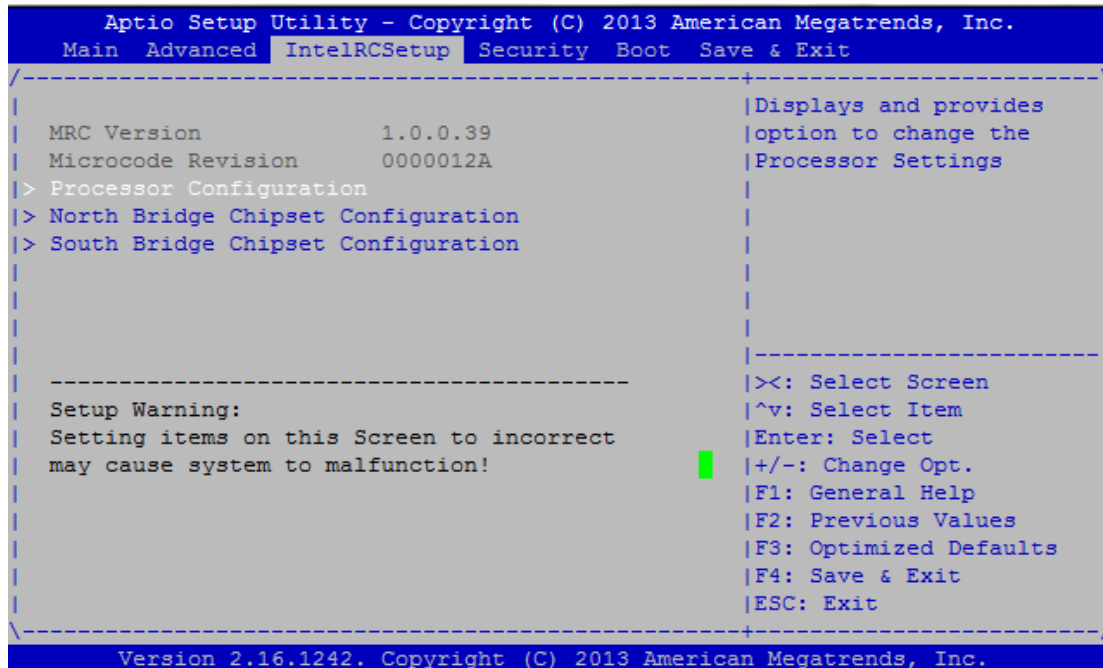 Aptio Setup Utility - Copyright (C) 2013 American Megatrends, Inc.
Main Advanced IntelRCSetup Security Boot Save & Exit
Displays and provides
MRC Version 1.0.0.39 option to change the
Microcode Revision 0000012A Processor Settings
> Processor Configuration
> North Bridge Chipset Configuration
> South Bridge Chipset Configuration
><: Select Screen
Setup Warning: ^v: Select Item
Setting items on this Screen to incorrect Enter: Select
may cause system to malfunction! +/-: Change Opt.
F1: General Help
F2: Previous Values
F3: Optimized Defaults
F4: Save & Exit
ESC: Exit
Version 2.16.1242. Copyright (C) 2013 American Megatrends, Inc.